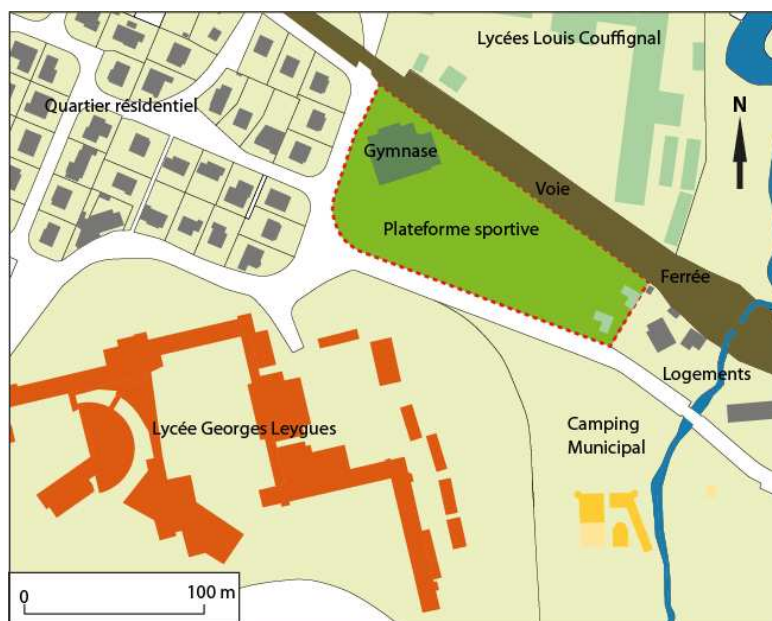 Lycées Louis Couffignal
Quartier résidentiel
N
Gymnase
Voie
Plateforme sportive
Ferrée
Logements
Lycée Georges Leygues
Camping
Municipal
0 100 m